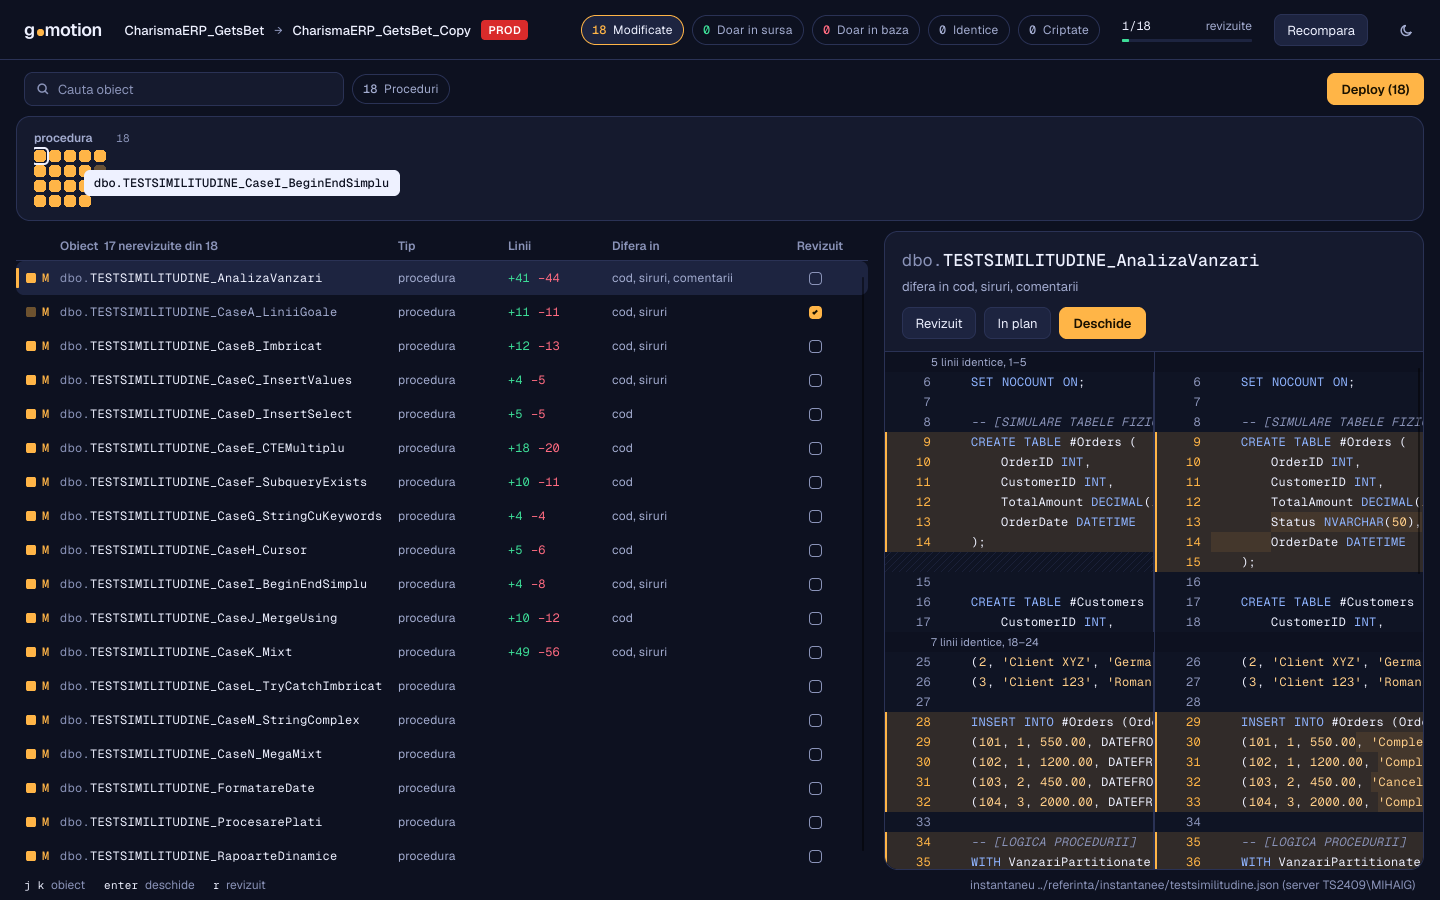 gomotion CharismaERP_GetsBet → CharismaERP_GetsBet_Copy PROD 18 Modificate 0 Doar in sursa 0 Doar in baza 0 Identice 0 Criptate 1/18 revizuite Recompara
Cauta obiect 18 Proceduri Deploy (18)
procedura 18
dbo.TESTSIMILITUDINE_CaseI_BeginEndSimplu
Obiect 17 nerevizuite din 18 Tip Linii Difera in Revizuit
M dbo.TESTSIMILITUDINE_AnalizaVanzari procedura +41 −44 cod, siruri, comentarii
M dbo.TESTSIMILITUDINE_CaseA_LiniiGoale procedura +11 −11 cod, siruri
M dbo.TESTSIMILITUDINE_CaseB_Imbricat procedura +12 −13 cod, siruri
M dbo.TESTSIMILITUDINE_CaseC_InsertValues procedura +4 −5 cod, siruri
M dbo.TESTSIMILITUDINE_CaseD_InsertSelect procedura +5 −5 cod
M dbo.TESTSIMILITUDINE_CaseE_CTEMultiplu procedura +18 −20 cod
M dbo.TESTSIMILITUDINE_CaseF_SubqueryExists procedura +10 −11 cod
M dbo.TESTSIMILITUDINE_CaseG_StringCuKeywords procedura +4 −4 cod, siruri
M dbo.TESTSIMILITUDINE_CaseH_Cursor procedura +5 −6 cod
M dbo.TESTSIMILITUDINE_CaseI_BeginEndSimplu procedura +4 −8 cod, siruri
M dbo.TESTSIMILITUDINE_CaseJ_MergeUsing procedura +10 −12 cod
M dbo.TESTSIMILITUDINE_CaseK_Mixt procedura +49 −56 cod, siruri
M dbo.TESTSIMILITUDINE_CaseL_TryCatchImbricat procedura
M dbo.TESTSIMILITUDINE_CaseM_StringComplex procedura
M dbo.TESTSIMILITUDINE_CaseN_MegaMixt procedura
M dbo.TESTSIMILITUDINE_FormatareDate procedura
M dbo.TESTSIMILITUDINE_ProcesarePlati procedura
M dbo.TESTSIMILITUDINE_RapoarteDinamice procedura
dbo.TESTSIMILITUDINE_AnalizaVanzari
difera in cod, siruri, comentarii
Revizuit In plan Deschide
5 linii identice, 1–5
6 SET NOCOUNT ON; 6 SET NOCOUNT ON;
7 7
8 -- [SIMULARE TABELE FIZI 8 -- [SIMULARE TABELE FIZI
9 CREATE TABLE #Orders ( 9 CREATE TABLE #Orders (
10 OrderID INT, 10 OrderID INT,
11 CustomerID INT, 11 CustomerID INT,
12 TotalAmount DECIMAL( 12 TotalAmount DECIMAL(
13 OrderDate DATETIME 13 Status NVARCHAR(50),
14 ); 14 OrderDate DATETIME
15 );
15 16
16 CREATE TABLE #Customers 17 CREATE TABLE #Customers
17 CustomerID INT, 18 CustomerID INT,
7 linii identice, 18–24
25 (2, 'Client XYZ', 'Germa 26 (2, 'Client XYZ', 'Germa
26 (3, 'Client 123', 'Roman 27 (3, 'Client 123', 'Roman
27 28
28 INSERT INTO #Orders (Ord 29 INSERT INTO #Orders (Ord
29 (101, 1, 550.00, DATEFRO 30 (101, 1, 550.00, 'Comple
30 (102, 1, 1200.00, DATEFR 31 (102, 1, 1200.00, 'Compl
31 (103, 2, 450.00, DATEFRO 32 (103, 2, 450.00, 'Cancel
32 (104, 3, 2000.00, DATEFR 33 (104, 3, 2000.00, 'Compl
33 34
34 -- [LOGICA PROCEDURII] 35 -- [LOGICA PROCEDURII]
35 WITH VanzariPartitionate 36 WITH VanzariPartitionate
j k obiect enter deschide r revizuit instantaneu ../referinta/instantanee/testsimilitudine.json (server TS2409\MIHAIG)